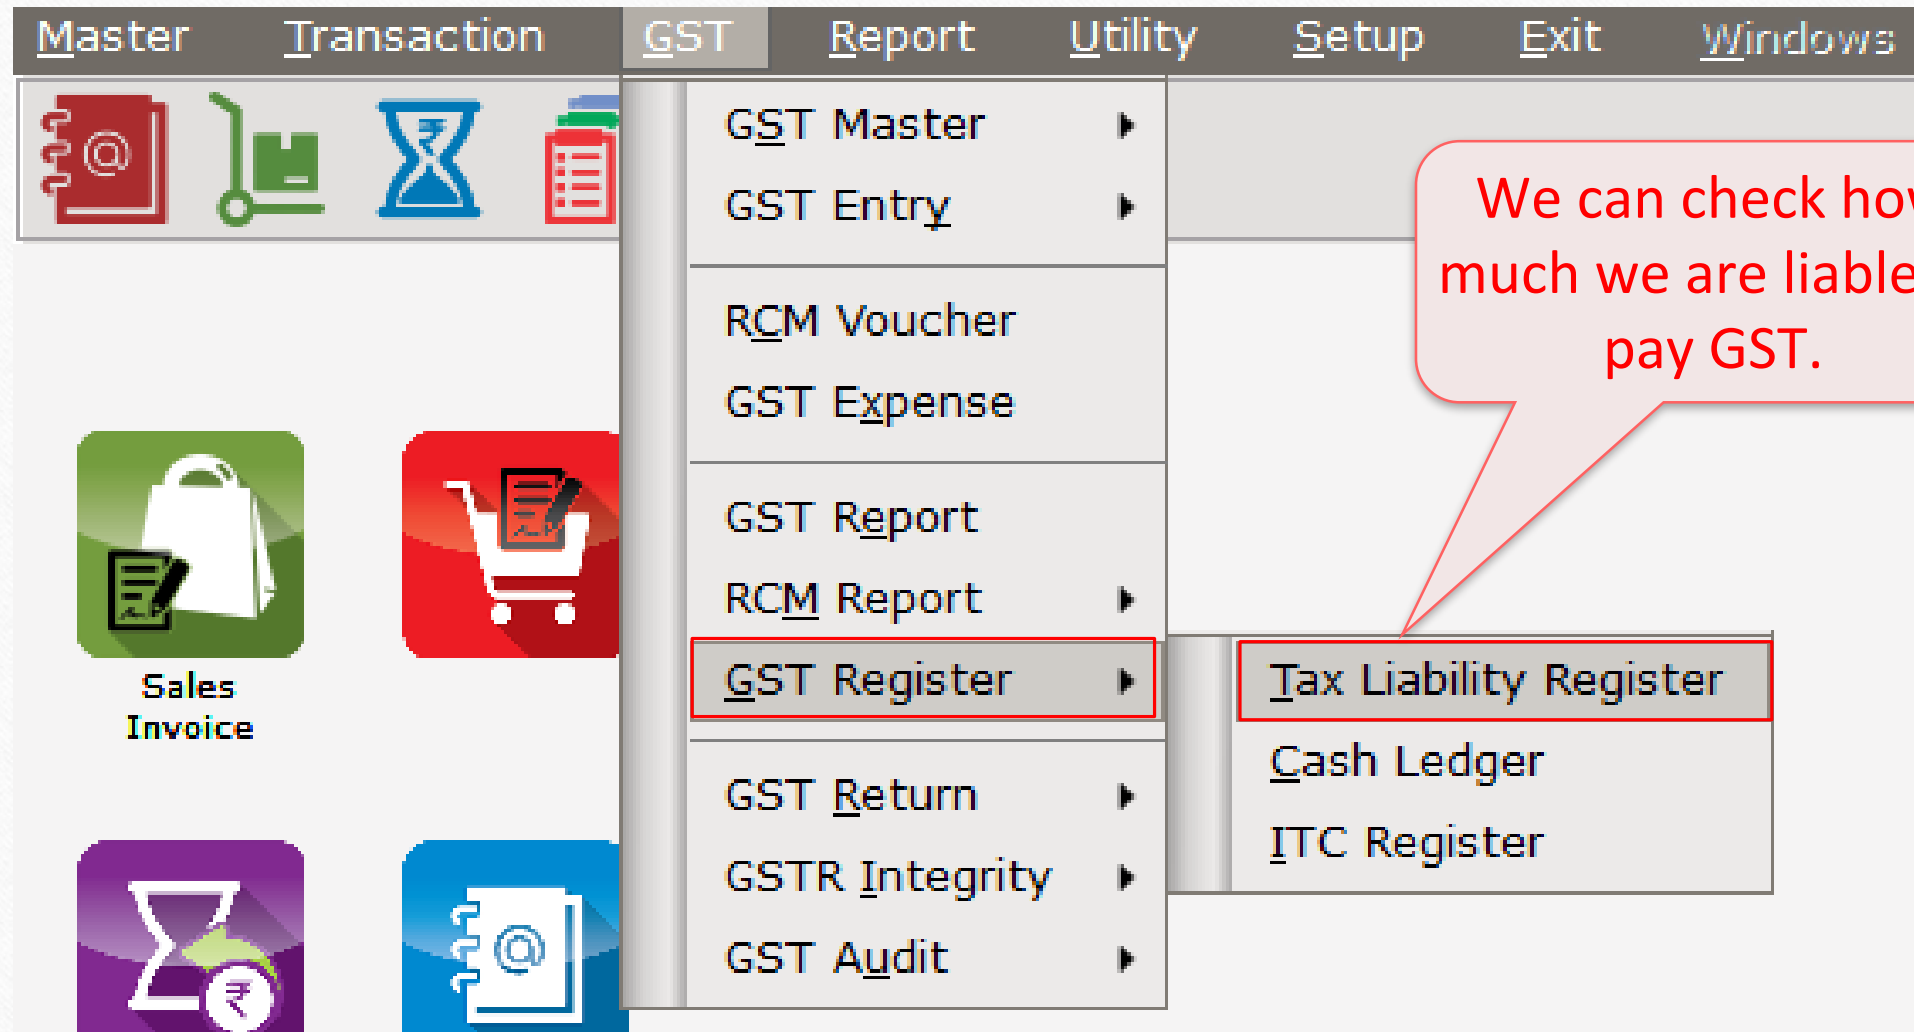 Master Transaction GST Report Utility Setup Exit Windows
GST Master
GST Entry
We can check how
much we are liable
pay GST.
RCM Voucher
GST Expense
GST Report
RCM Report
GST Register
Tax Liability Register
Cash Ledger
ITC Register
GST Return
GSTR Integrity
GST Audit
Sales
Invoice